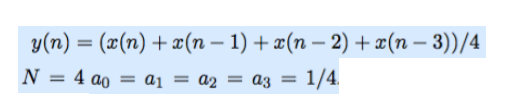 y(n) = (x(n) + x(n − 1) + x(n − 2) + x(n − 3))/4
N = 4 a₀ = a₁ = a₂ = a₃ = 1/4.